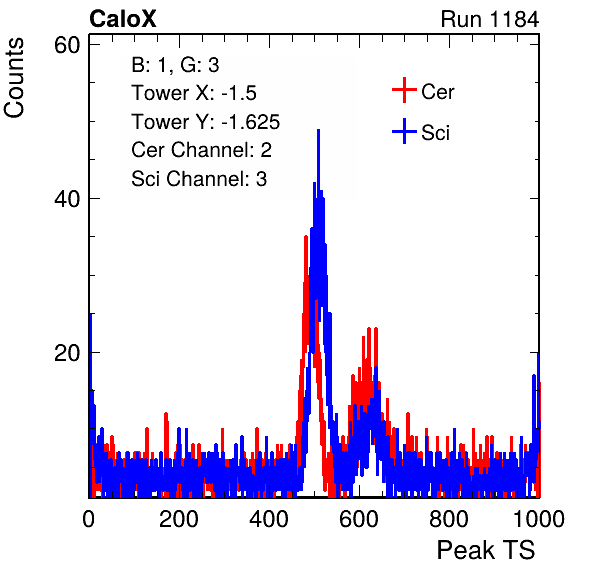 CaloX Run 1184
Counts
60
40
20
B: 1, G: 3
Tower X: -1.5
Tower Y: -1.625
Cer Channel: 2
Sci Channel: 3
Cer
Sci
0 200 400 600 800 1000
Peak TS